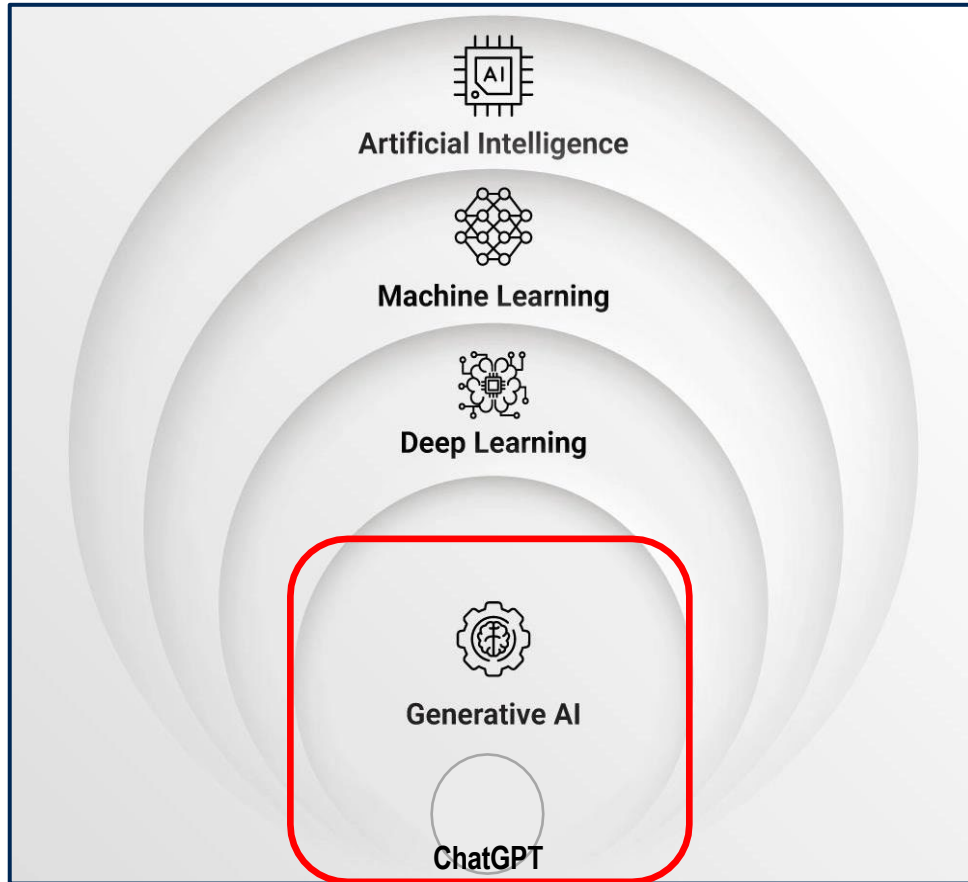 AI
Artificial Intelligence
Machine Learning
Deep Learning
Generative AI
ChatGPT